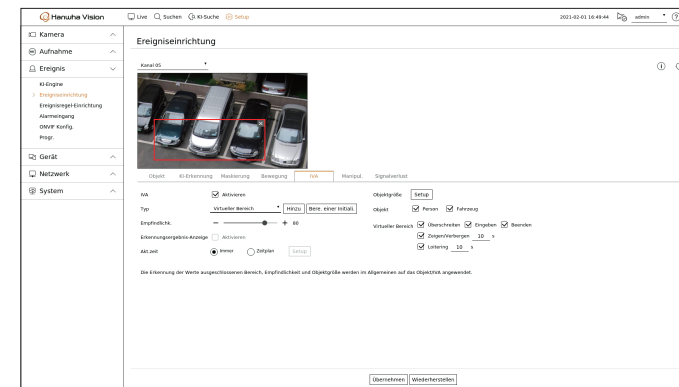 Hanwha Vision
Live Suchen KI-Suche Setup
2021-02-01 16:49:44 admin
Kamera
Aufnahme
Ereignis
KI-Engine
Ereigniseinrichtung
Ereignisregel-Einrichtung
Alarmeingang
ONVIF Konfig.
Progr.
Gerät
Netzwerk
System
Ereigniseinrichtung
Kanal 05
Objekt KI-Erkennung Maskierung Bewegung IVA Manipul. Signalverlust
IVA Aktivieren
Typ Virtueller Bereich Hinzu Bere. einer Initiali.
Empfindlichk. 80
Erkennungsergebnis-Anzeige Aktivieren
Akt.zeit Immer Zeitplan Setup
Objektgröße Setup
Objekt Person Fahrzeug
Virtueller Bereich Überschreiten Eingeben Beenden
Zeigen/Verbergen 10 s
Loitering 10 s
Die Erkennung der Werte ausgeschlossenen Bereich, Empfindlichkeit und Objektgröße werden im Allgemeinen auf das Objekt/IVA angewendet.
Übernehmen Wiederherstellen